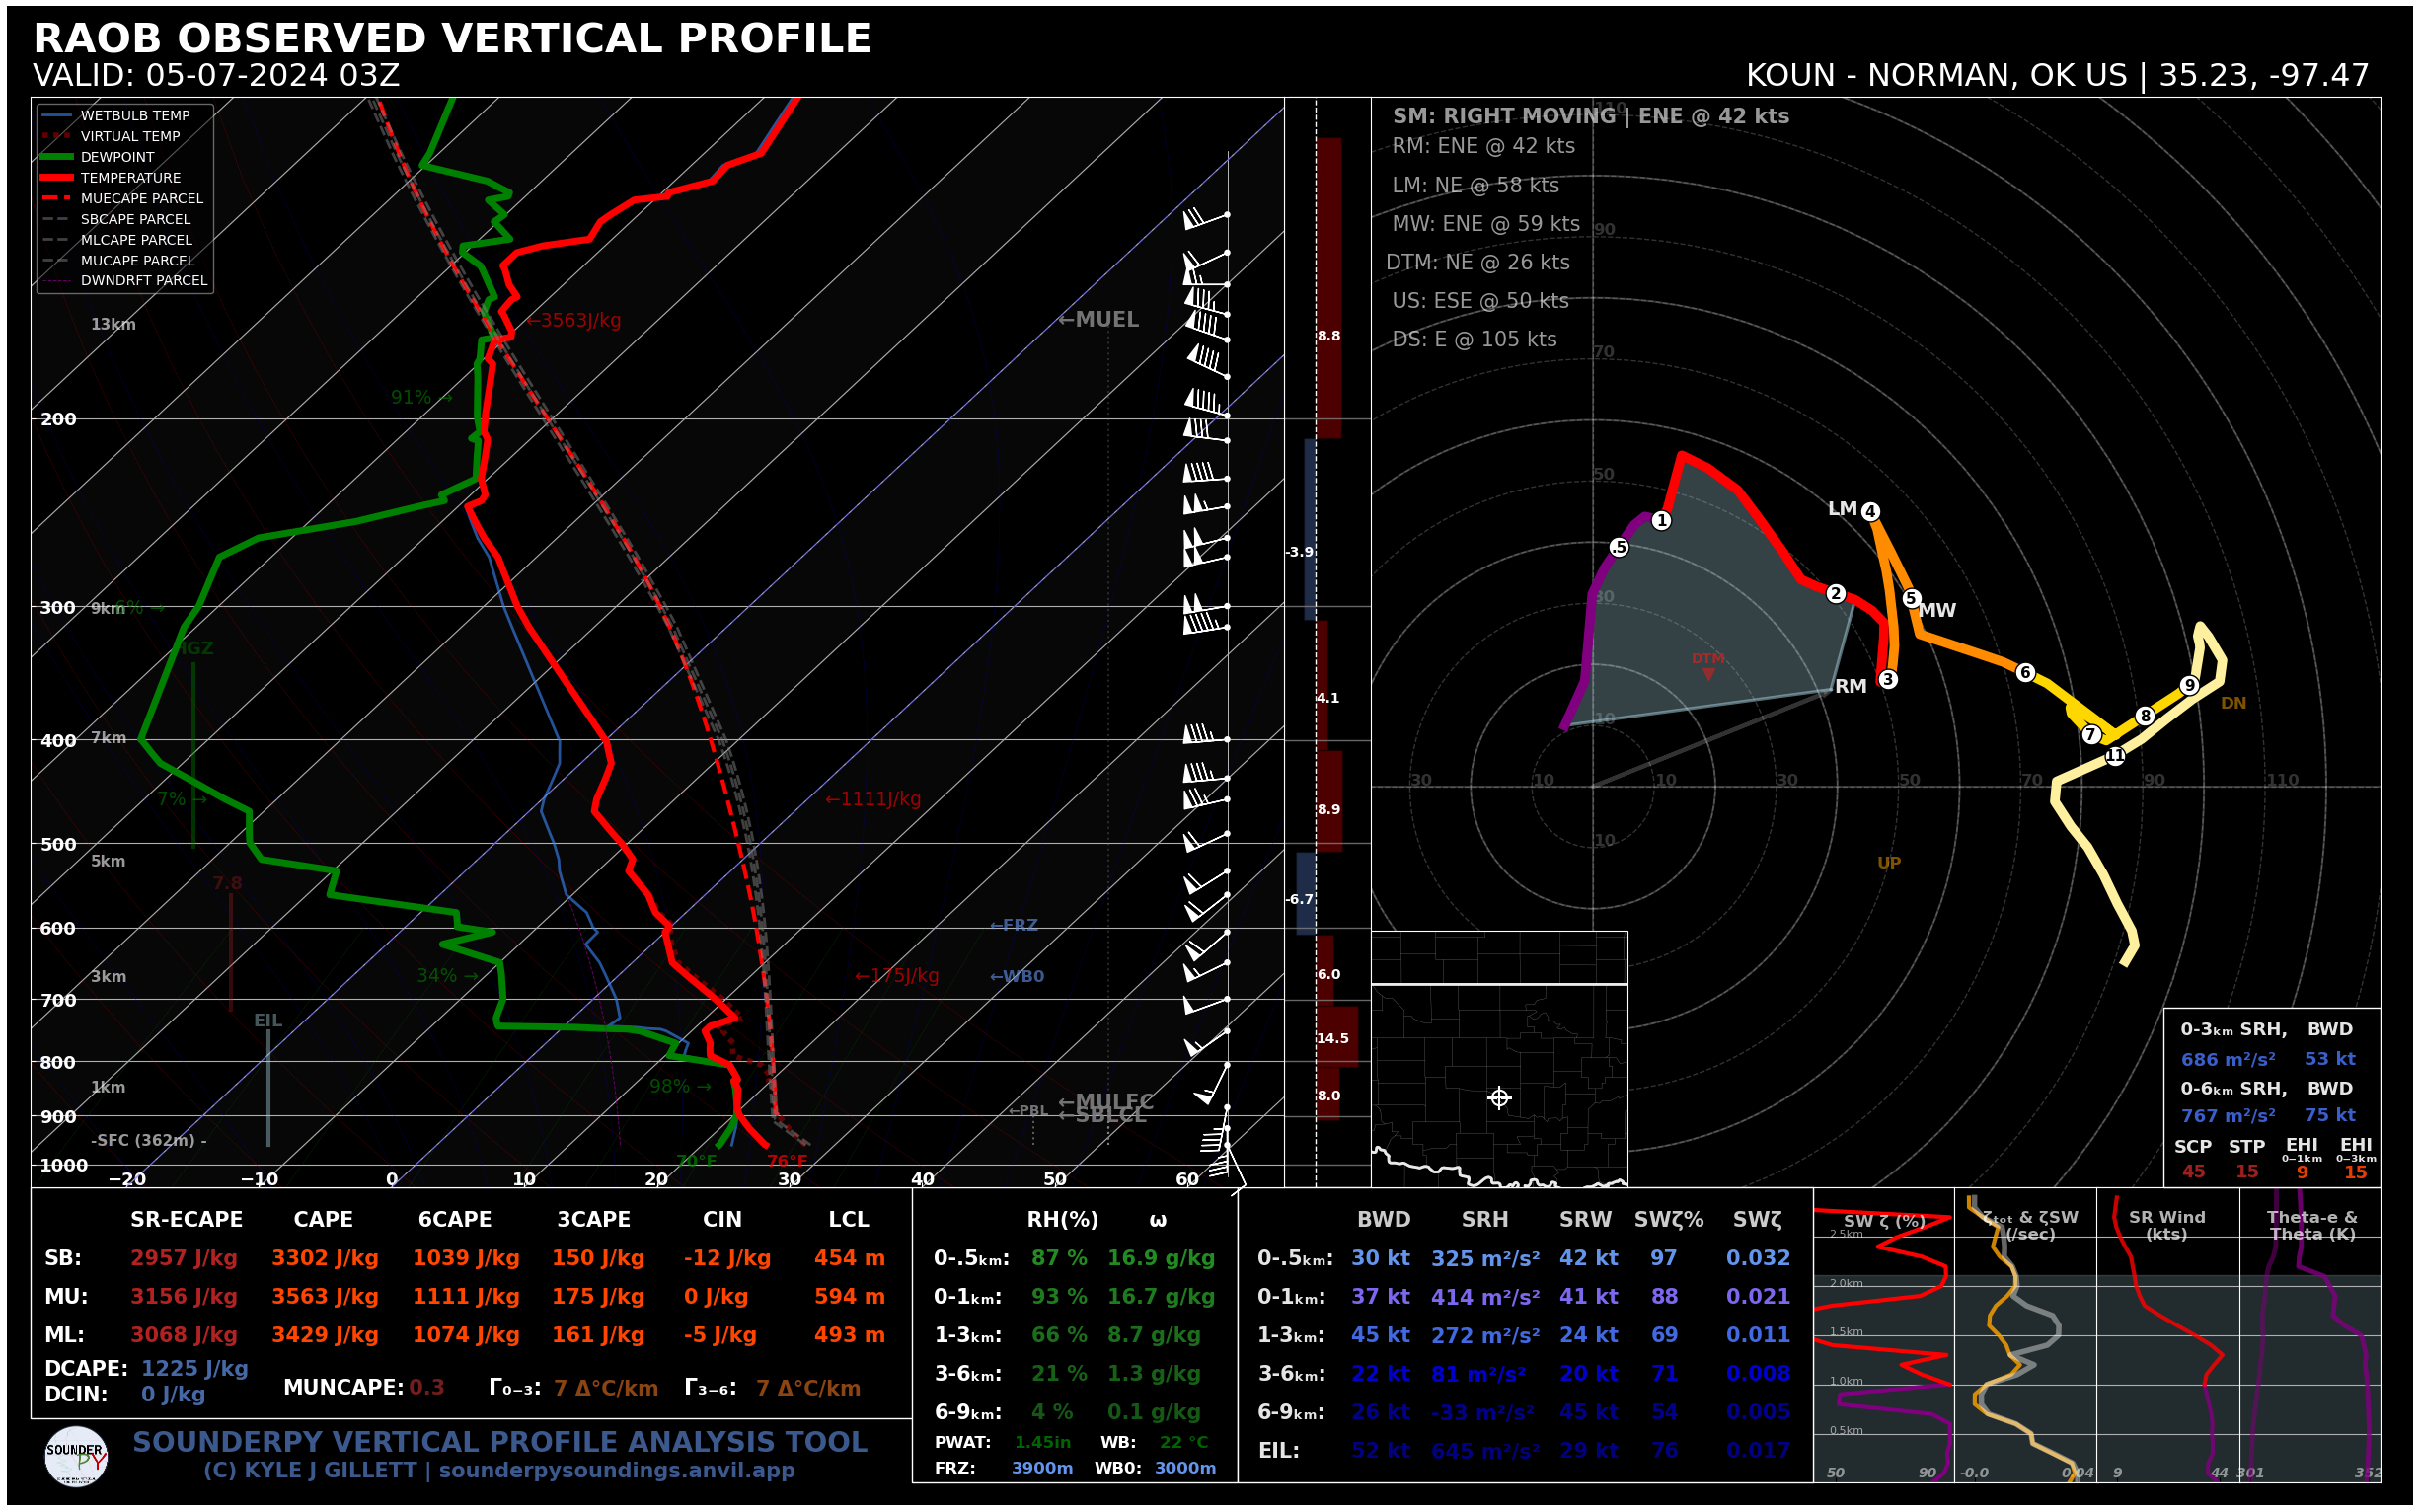 RAOB OBSERVED VERTICAL PROFILE
VALID: 05-07-2024 03Z
KOUN - NORMAN, OK US | 35.23, -97.47
WETBULB TEMP
VIRTUAL TEMP
DEWPOINT
TEMPERATURE
MUECAPE PARCEL
SBCAPE PARCEL
MLCAPE PARCEL
MUCAPE PARCEL
DWNDRFT PARCEL
13km
←3563J/kg
←MUEL
91% →
200
300
9km
6% →
HGZ
400
7km
7% →
←1111J/kg
500
5km
7.8
600
←FRZ
3km
34% →
←175J/kg
←WB0
700
EIL
800
1km
98% →
900
←PBL
←MULFC
←SBLCL
-SFC (362m) -
70°F
76°F
1000
-20 -10 0 10 20 30 40 50 60
8.8
-3.9
4.1
8.9
-6.7
6.0
14.5
8.0
SM: RIGHT MOVING | ENE @ 42 kts
RM: ENE @ 42 kts
LM: NE @ 58 kts
MW: ENE @ 59 kts
DTM: NE @ 26 kts
US: ESE @ 50 kts
DS: E @ 105 kts
110
90
70
50
30
10
30 10 10 30 50 70 90 110
10
.5
1
2
3
LM
4
5
MW
6
7
8
9
11
RM
DTM
DN
UP
0-3km SRH, BWD
686 m²/s² 53 kt
0-6km SRH, BWD
767 m²/s² 75 kt
SCP STP EHI EHI
0-1km 0-3km
45 15 9 15
SR-ECAPE CAPE 6CAPE 3CAPE CIN LCL
SB: 2957 J/kg 3302 J/kg 1039 J/kg 150 J/kg -12 J/kg 454 m
MU: 3156 J/kg 3563 J/kg 1111 J/kg 175 J/kg 0 J/kg 594 m
ML: 3068 J/kg 3429 J/kg 1074 J/kg 161 J/kg -5 J/kg 493 m
DCAPE: 1225 J/kg
DCIN: 0 J/kg
MUNCAPE: 0.3 Γ₀₋₃: 7 Δ°C/km Γ₃₋₆: 7 Δ°C/km
RH(%) ω
0-.5km: 87 % 16.9 g/kg
0-1km: 93 % 16.7 g/kg
1-3km: 66 % 8.7 g/kg
3-6km: 21 % 1.3 g/kg
6-9km: 4 % 0.1 g/kg
PWAT: 1.45in WB: 22 °C
FRZ: 3900m WB0: 3000m
BWD SRH SRW SWζ% SWζ
0-.5km: 30 kt 325 m²/s² 42 kt 97 0.032
0-1km: 37 kt 414 m²/s² 41 kt 88 0.021
1-3km: 45 kt 272 m²/s² 24 kt 69 0.011
3-6km: 22 kt 81 m²/s² 20 kt 71 0.008
6-9km: 26 kt -33 m²/s² 45 kt 54 0.005
EIL: 52 kt 645 m²/s² 29 kt 76 0.017
SW ζ (%)
2.5km
2.0km
1.5km
1.0km
0.5km
50 90
ζtot & ζSW
(/sec)
-0.0 0.04
SR Wind
(kts)
9 44
Theta-e &
Theta (K)
301 352
SOUNDERPY VERTICAL PROFILE ANALYSIS TOOL
(C) KYLE J GILLETT | sounderpysoundings.anvil.app
SOUNDER
PY